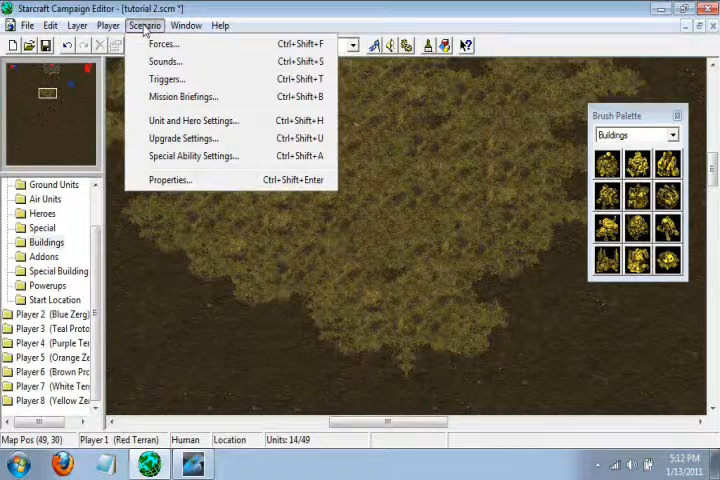 Starcraft Campaign Editor - [tutorial 2.scm *]
File Edit Layer Player Scenario Window Help
Forces... Ctrl+Shift+F
Sounds... Ctrl+Shift+S
Triggers... Ctrl+Shift+T
Mission Briefings... Ctrl+Shift+B
Unit and Hero Settings... Ctrl+Shift+H
Upgrade Settings... Ctrl+Shift+U
Special Ability Settings... Ctrl+Shift+A
Properties... Ctrl+Shift+Enter
Brush Palette
Buildings
Ground Units
Air Units
Heroes
Special
Buildings
Addons
Special Building
Powerups
Start Location
Player 2 (Blue Zerg)
Player 3 (Teal Proto
Player 4 (Purple Ter
Player 5 (Orange Ze
Player 6 (Brown Pro
Player 7 (White Ter
Player 8 (Yellow Zer
Map Pos (49, 30) Player 1 (Red Terran) Human Location Units: 14/49
5:12 PM
1/13/2011